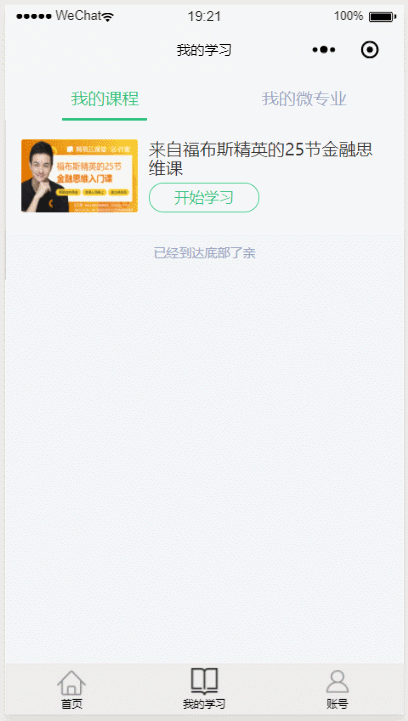 WeChat
19:21
100%
我的学习
我的课程
我的微专业
福布斯精英的25节
金融思维入门课
来自福布斯精英的25节金融思
维课
开始学习
已经到达底部了亲
首页
我的学习
账号